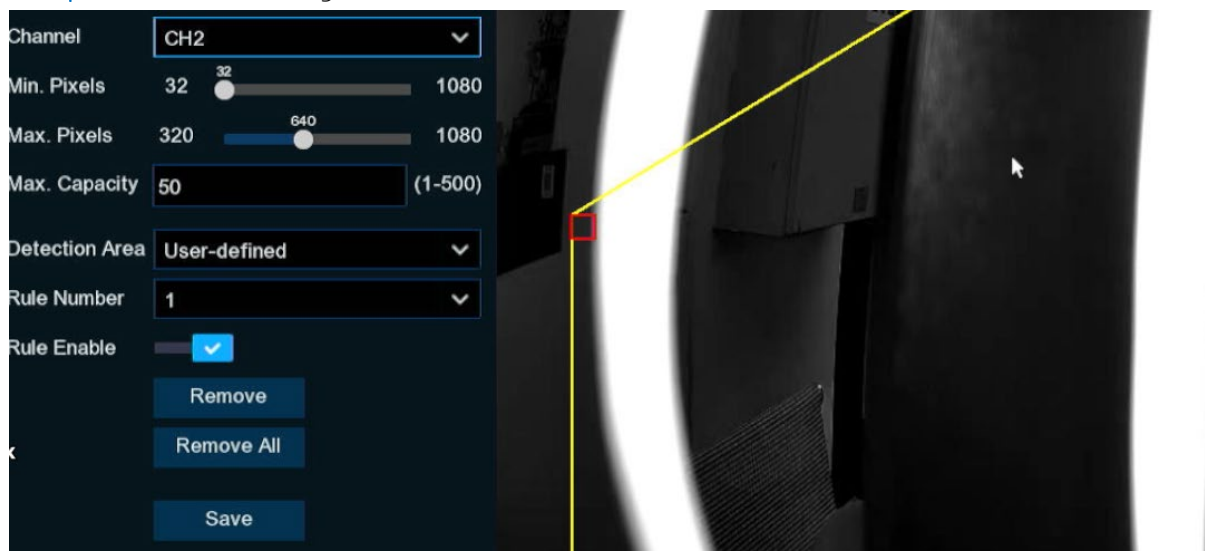 Channel CH2
32
Min. Pixels 32 1080
640
Max. Pixels 320 1080
Max. Capacity 50 (1-500)
Detection Area User-defined
Rule Number 1
Rule Enable
Remove
Remove All
Save